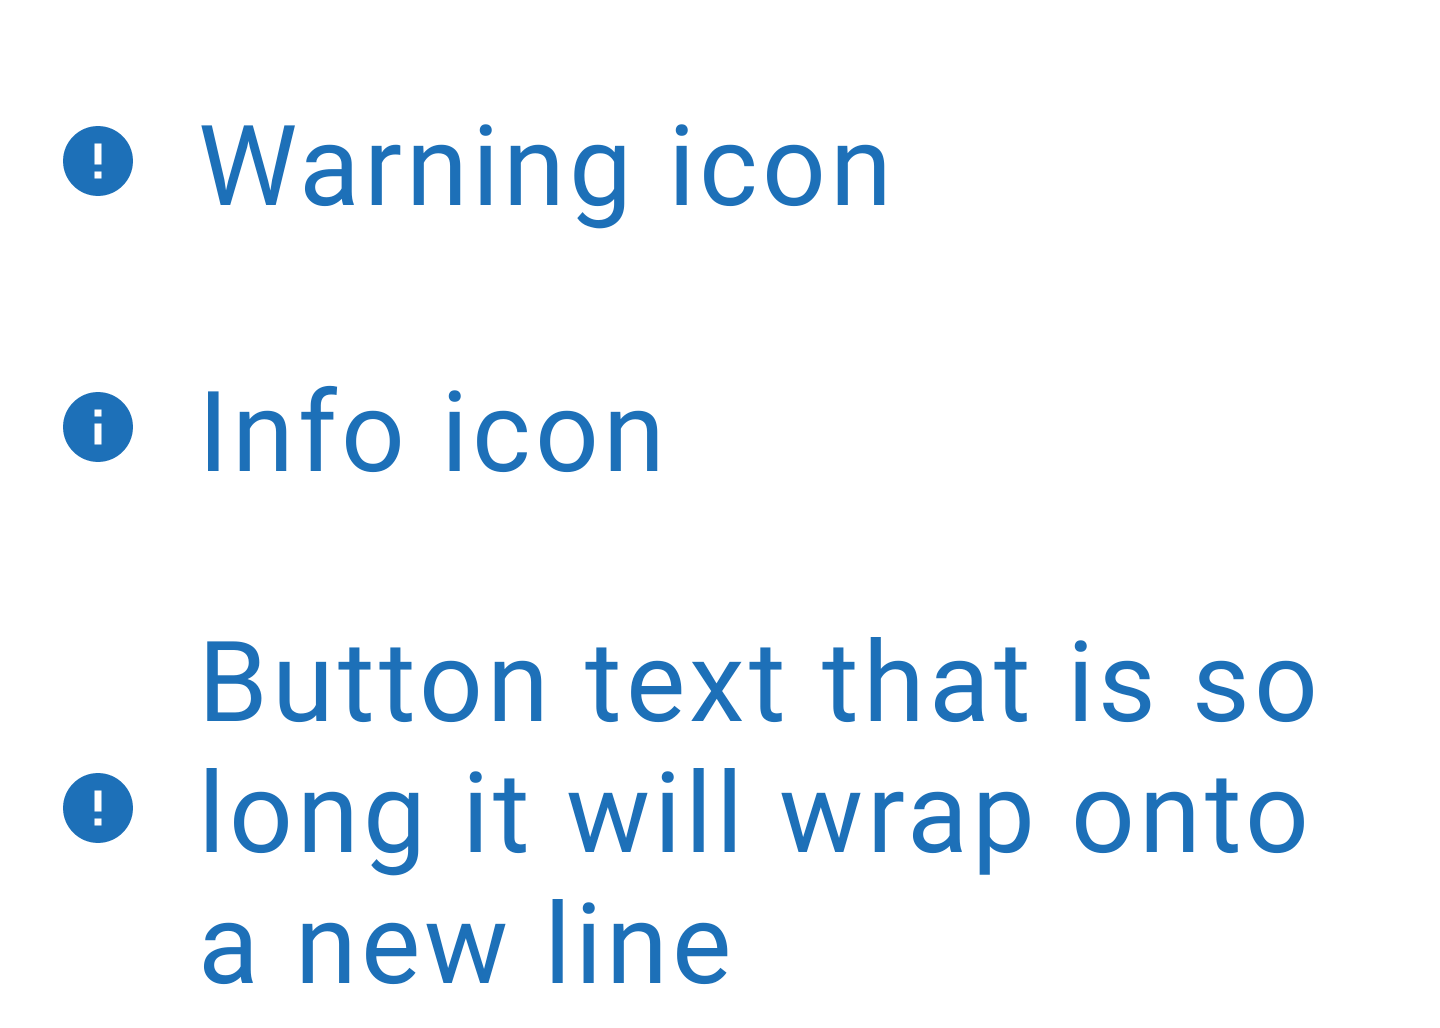 Warning icon
Info icon
Button text that is so
long it will wrap onto
a new line